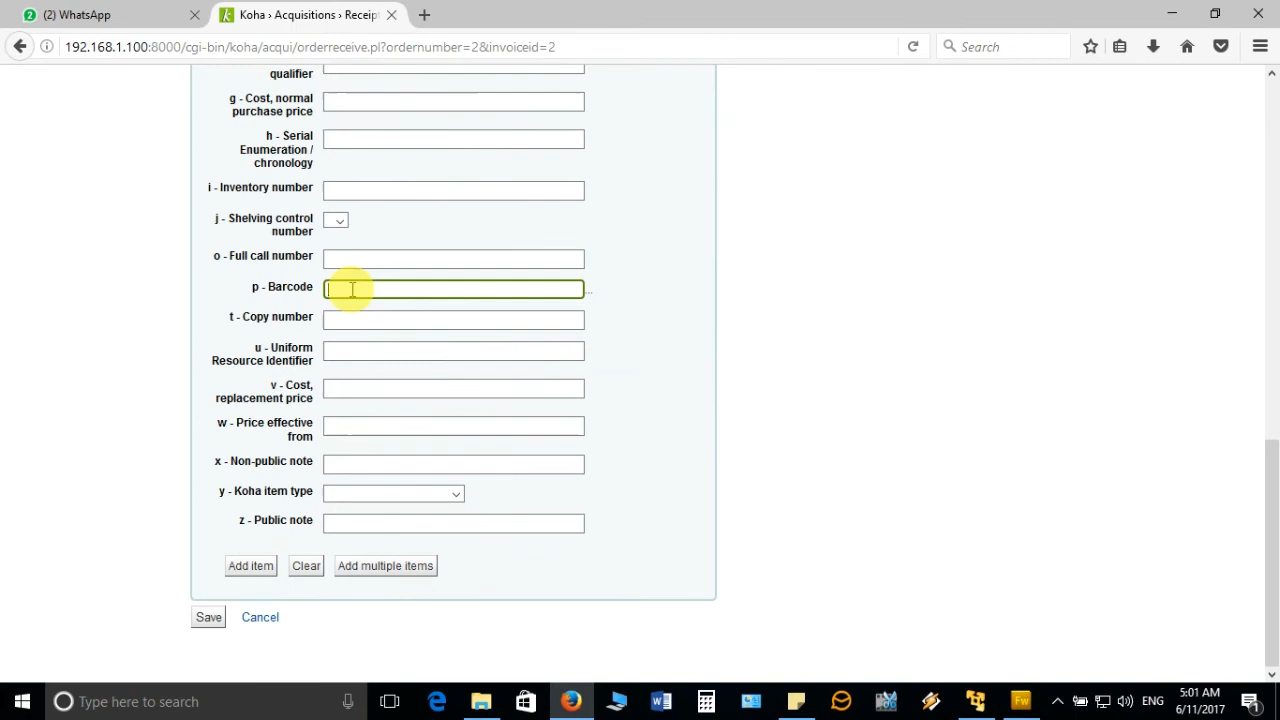 (2) WhatsApp
Koha › Acquisitions › Receip
192.168.1.100:8000/cgi-bin/koha/acqui/orderreceive.pl?ordernumber=2&invoiceid=2
Search
qualifier
g - Cost, normal
purchase price
h - Serial
Enumeration /
chronology
i - Inventory number
j - Shelving control
number
o - Full call number
p - Barcode
...
t - Copy number
u - Uniform
Resource Identifier
v - Cost,
replacement price
w - Price effective
from
x - Non-public note
y - Koha item type
z - Public note
Add item
Clear
Add multiple items
Save
Cancel
Type here to search
ENG
5:01 AM
6/11/2017